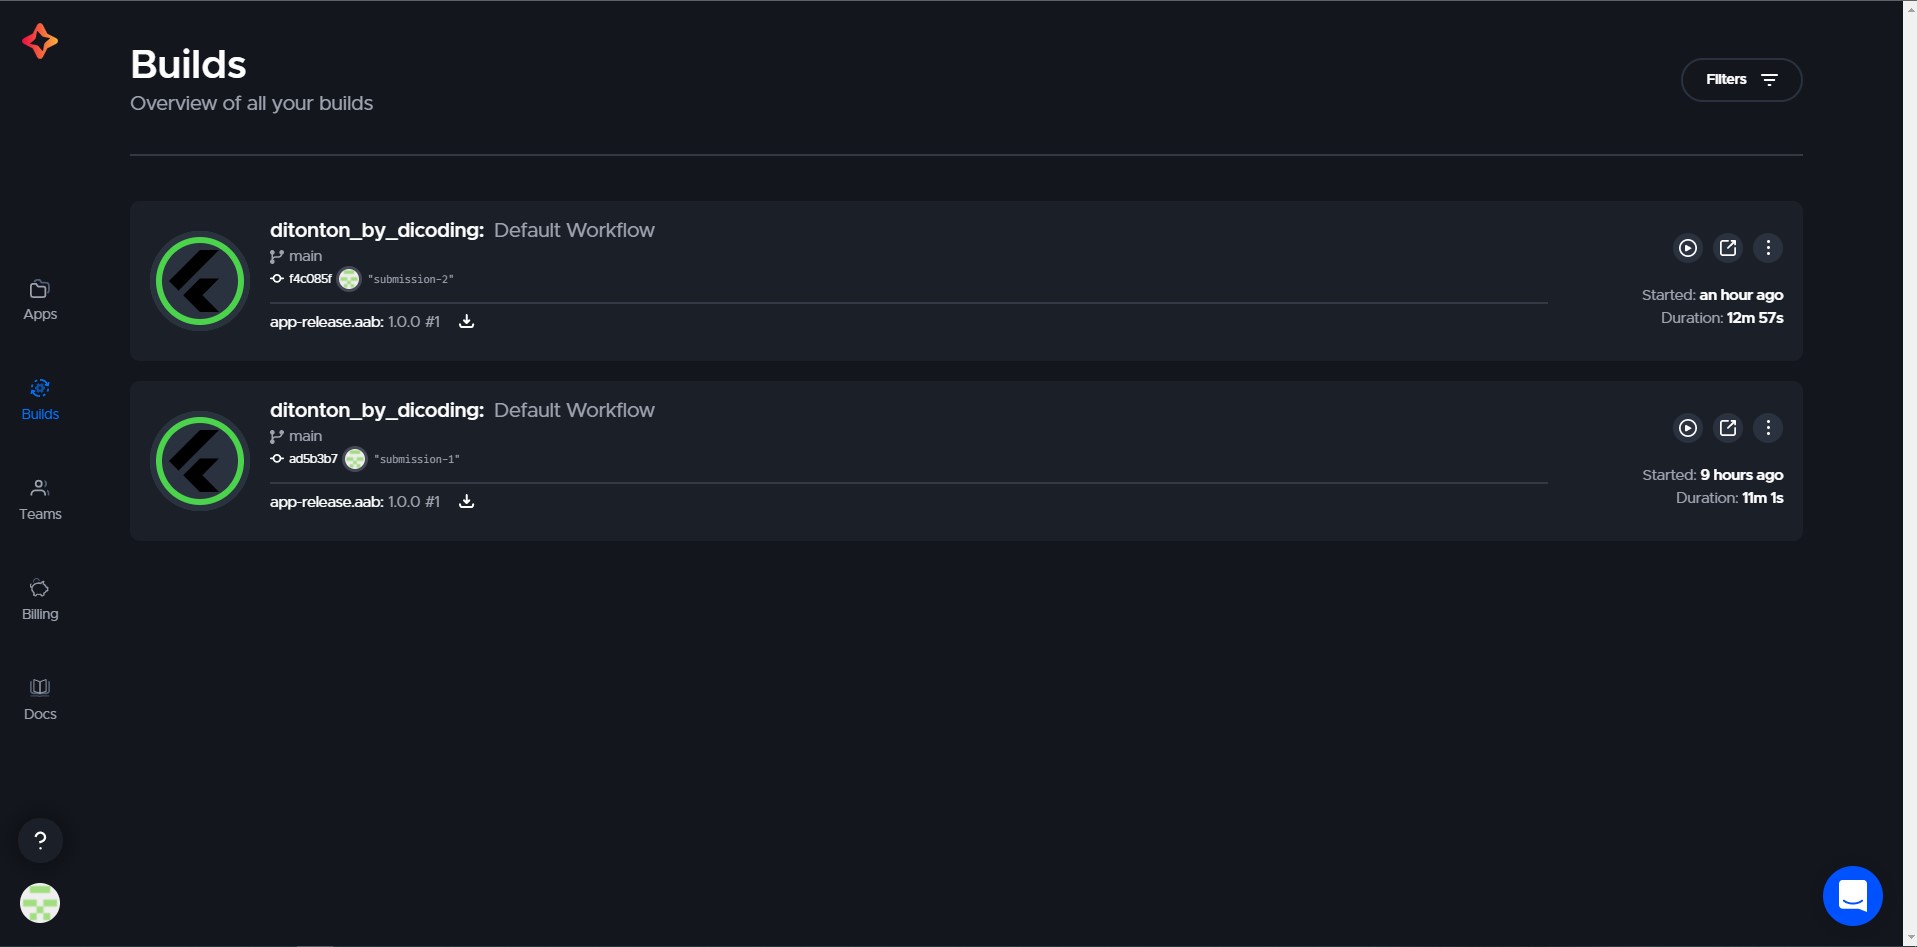 Builds
Overview of all your builds
Filters
ditonton_by_dicoding: Default Workflow
main
f4c085f "submission-2"
app-release.aab: 1.0.0 #1
Started: an hour ago
Duration: 12m 57s
ditonton_by_dicoding: Default Workflow
main
ad5b3b7 "submission-1"
app-release.aab: 1.0.0 #1
Started: 9 hours ago
Duration: 11m 1s
Apps
Builds
Teams
Billing
Docs
?